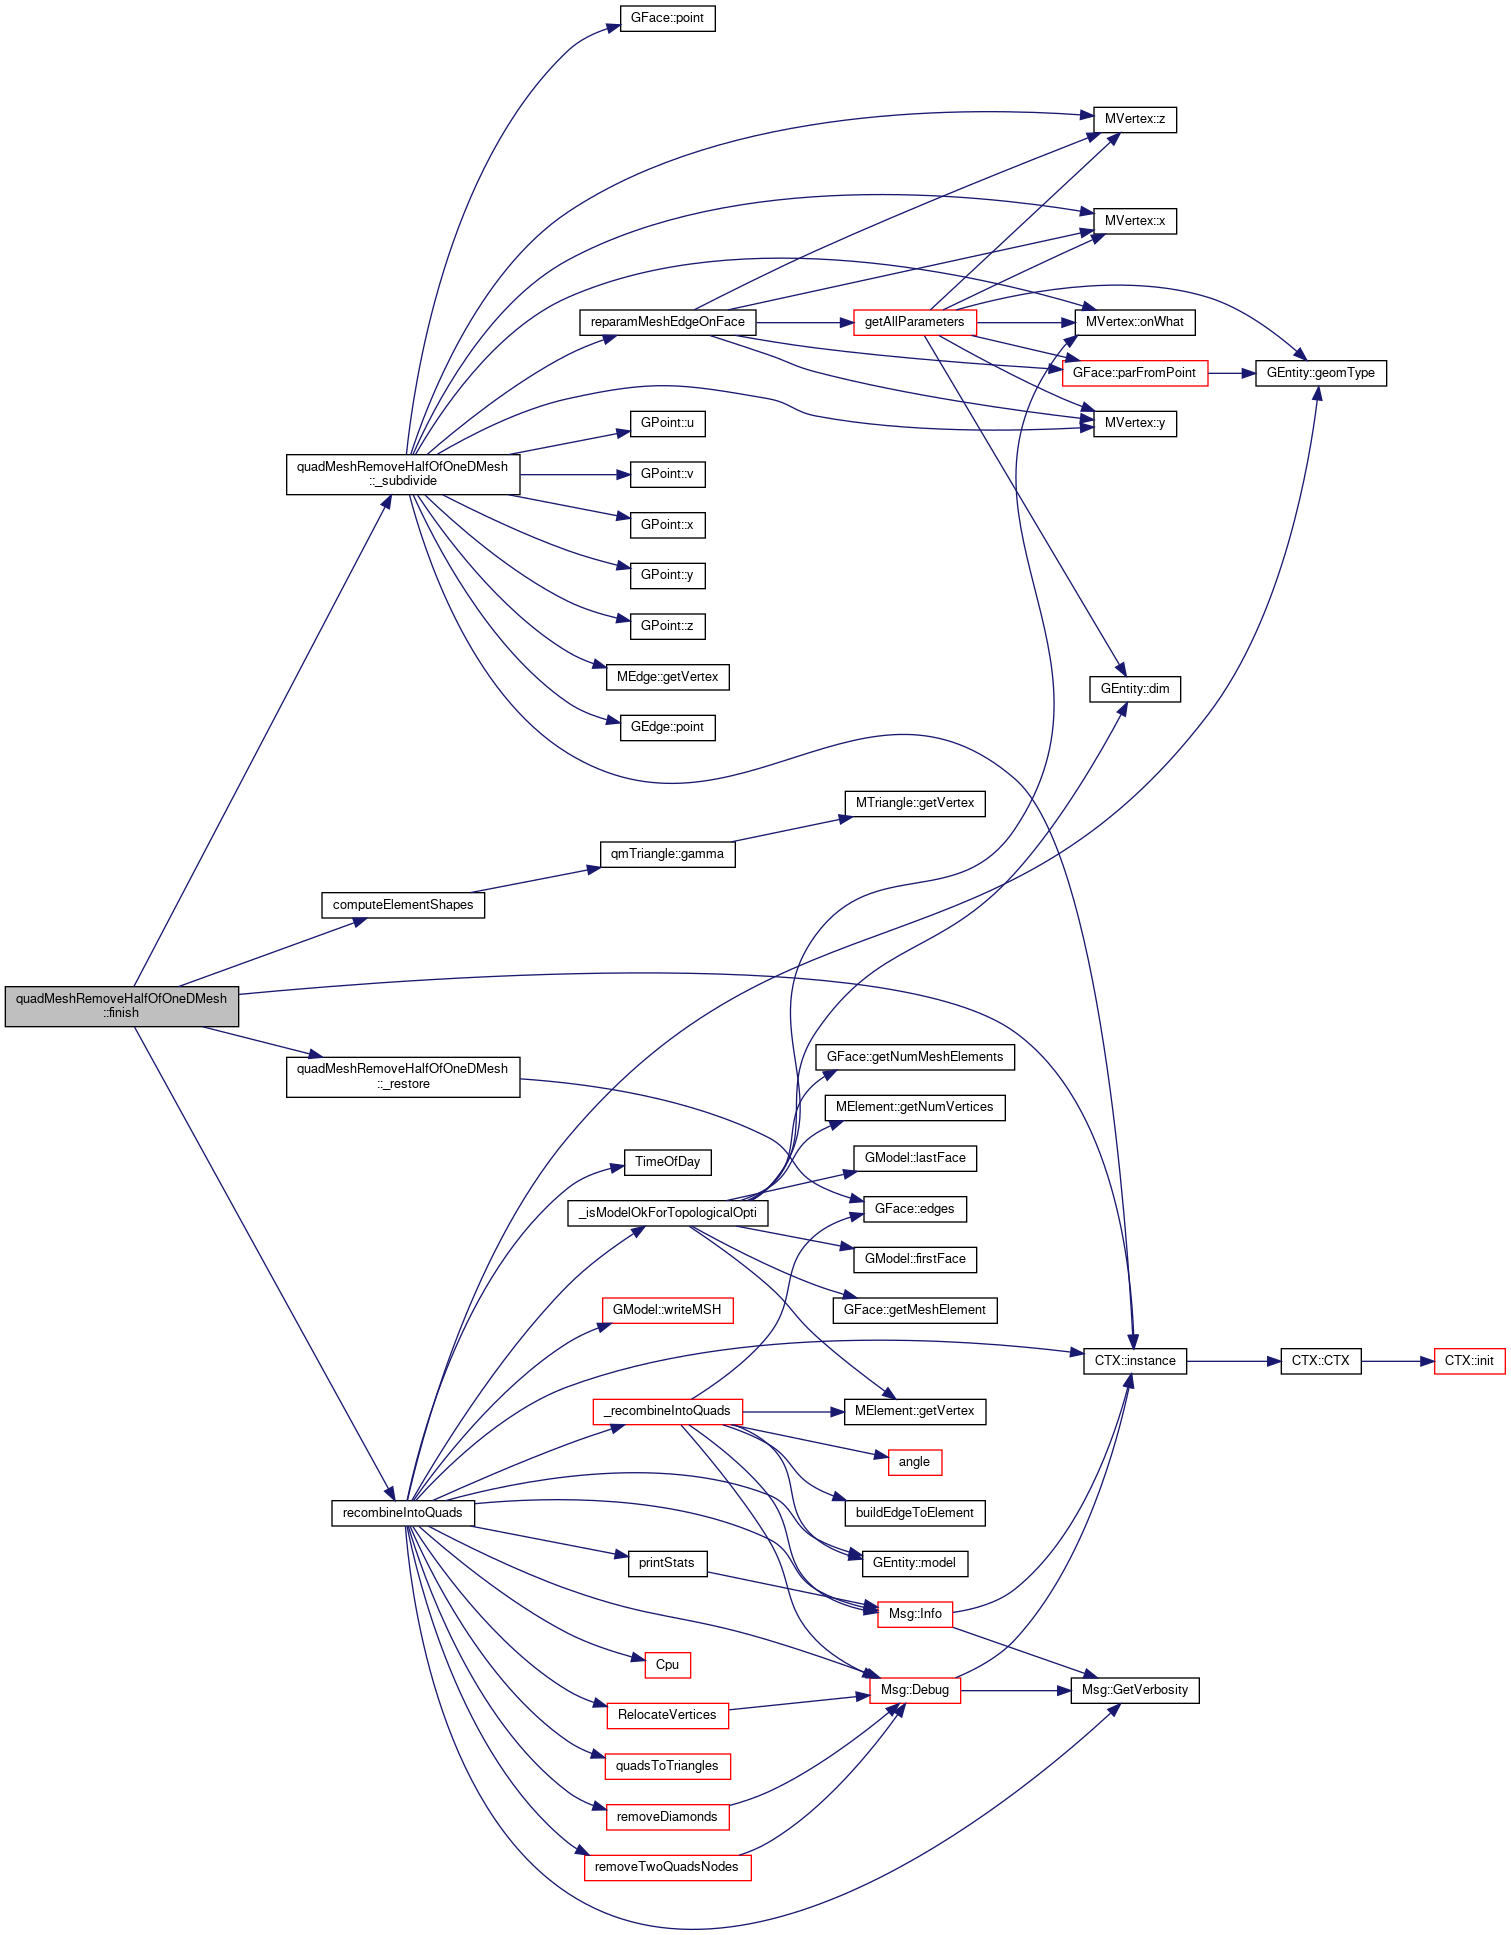 GFace::point
MVertex::z
MVertex::x
reparamMeshEdgeOnFace
getAllParameters
MVertex::onWhat
GFace::parFromPoint
GEntity::geomType
MVertex::y
GPoint::u
quadMeshRemoveHalfOfOneDMesh
::_subdivide
GPoint::v
GPoint::x
GPoint::y
GPoint::z
MEdge::getVertex
GEntity::dim
GEdge::point
MTriangle::getVertex
qmTriangle::gamma
computeElementShapes
quadMeshRemoveHalfOfOneDMesh
::finish
quadMeshRemoveHalfOfOneDMesh
::_restore
GFace::getNumMeshElements
MElement::getNumVertices
TimeOfDay
GModel::lastFace
_isModelOkForTopologicalOpti
GFace::edges
GModel::firstFace
GModel::writeMSH
GFace::getMeshElement
CTX::instance
CTX::CTX
CTX::init
_recombineIntoQuads
MElement::getVertex
angle
recombineIntoQuads
buildEdgeToElement
printStats
GEntity::model
Msg::Info
Cpu
Msg::Debug
Msg::GetVerbosity
RelocateVertices
quadsToTriangles
removeDiamonds
removeTwoQuadsNodes